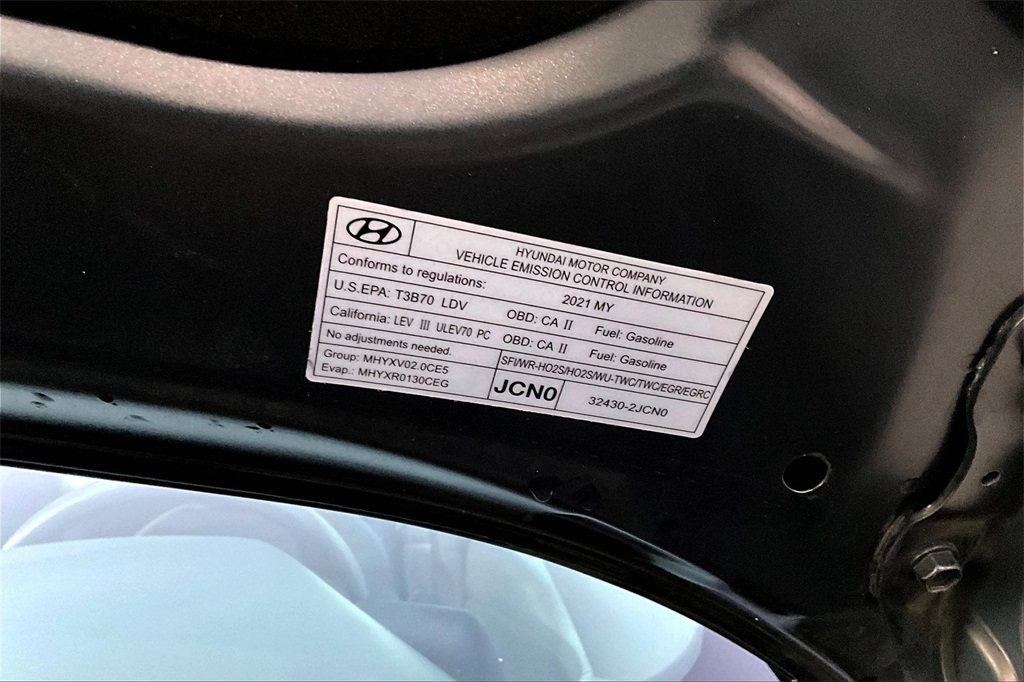 HYUNDAI MOTOR COMPANY
VEHICLE EMISSION CONTROL INFORMATION
Conforms to regulations: 2021 MY
U.S.EPA: T3B70 LDV OBD: CA II Fuel: Gasoline
California: LEV III ULEV70 PC OBD: CA II Fuel: Gasoline
No adjustments needed.
SFI/WR-HO2S/HO2S/WU-TWC/TWC/EGR/EGRC
Group: MHYXV02.0CE5
Evap.: MHYXR0130CEG
JCN0
32430-2JCN0